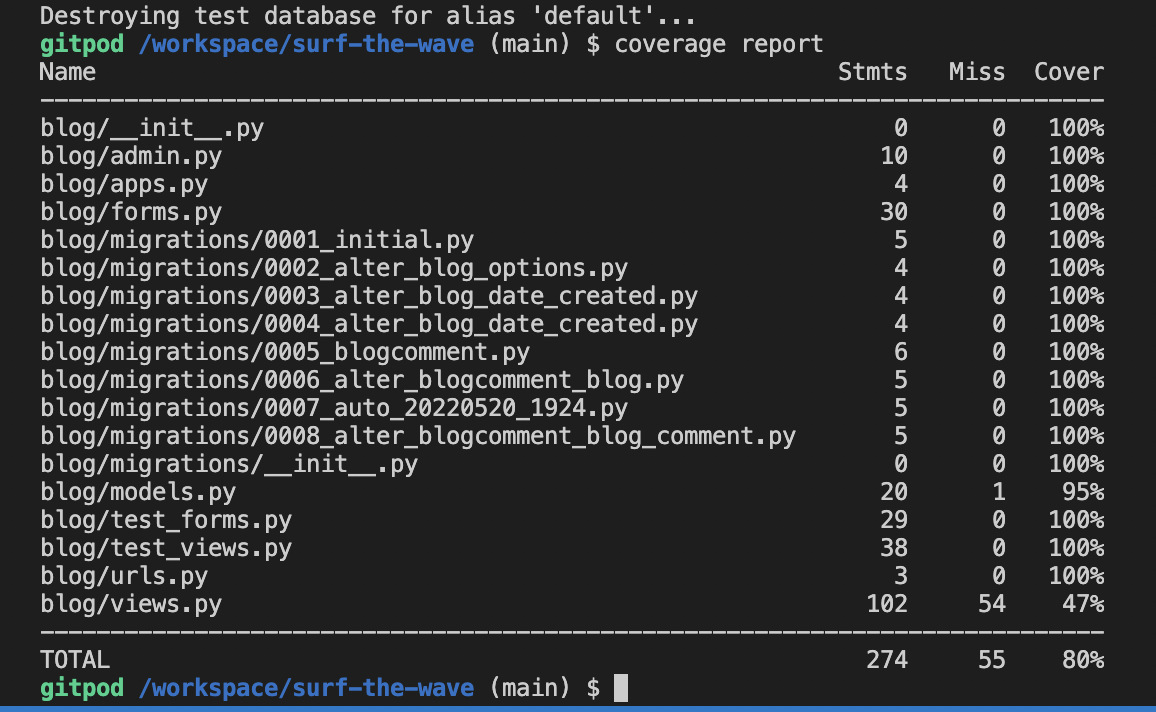 Destroying test database for alias 'default'...
gitpod /workspace/surf-the-wave (main) $ coverage report
Name Stmts Miss Cover
----------------------------------------------------------------------------
blog/__init__.py 0 0 100%
blog/admin.py 10 0 100%
blog/apps.py 4 0 100%
blog/forms.py 30 0 100%
blog/migrations/0001_initial.py 5 0 100%
blog/migrations/0002_alter_blog_options.py 4 0 100%
blog/migrations/0003_alter_blog_date_created.py 4 0 100%
blog/migrations/0004_alter_blog_date_created.py 4 0 100%
blog/migrations/0005_blogcomment.py 6 0 100%
blog/migrations/0006_alter_blogcomment_blog.py 5 0 100%
blog/migrations/0007_auto_20220520_1924.py 5 0 100%
blog/migrations/0008_alter_blogcomment_blog_comment.py 5 0 100%
blog/migrations/__init__.py 0 0 100%
blog/models.py 20 1 95%
blog/test_forms.py 29 0 100%
blog/test_views.py 38 0 100%
blog/urls.py 3 0 100%
blog/views.py 102 54 47%
----------------------------------------------------------------------------
TOTAL 274 55 80%
gitpod /workspace/surf-the-wave (main) $